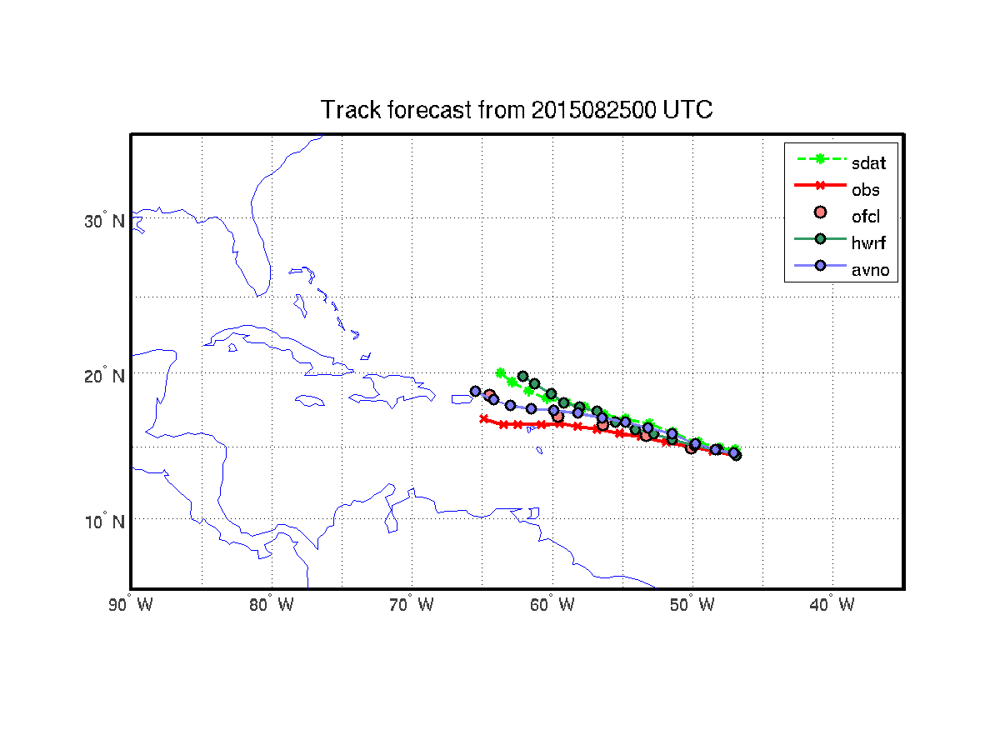 Track forecast from 2015082500 UTC
sdat
obs
ofcl
hwrf
avno
30° N
20° N
10° N
90° W
80° W
70° W
60° W
50° W
40° W